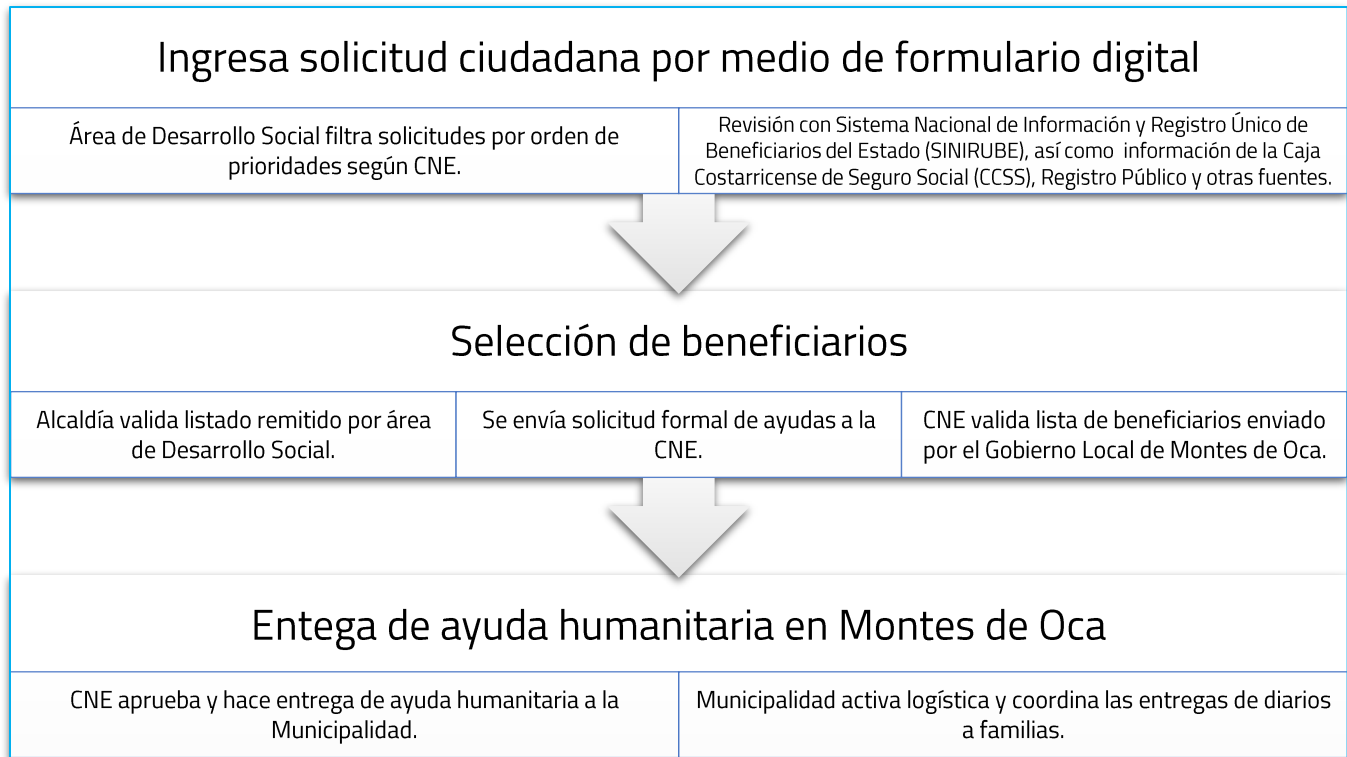 Ingresa solicitud ciudadana por medio de formulario digital
Área de Desarrollo Social filtra solicitudes por orden de
prioridades según CNE.
Revisión con Sistema Nacional de Información y Registro Único de
Beneficiarios del Estado (SINIRUBE), así como información de la Caja
Costarricense de Seguro Social (CCSS), Registro Público y otras fuentes.
Selección de beneficiarios
Alcaldía valida listado remitido por área
de Desarrollo Social.
Se envía solicitud formal de ayudas a la
CNE.
CNE valida lista de beneficiarios enviado
por el Gobierno Local de Montes de Oca.
Entega de ayuda humanitaria en Montes de Oca
CNE aprueba y hace entrega de ayuda humanitaria a la
Municipalidad.
Municipalidad activa logística y coordina las entregas de diarios
a familias.